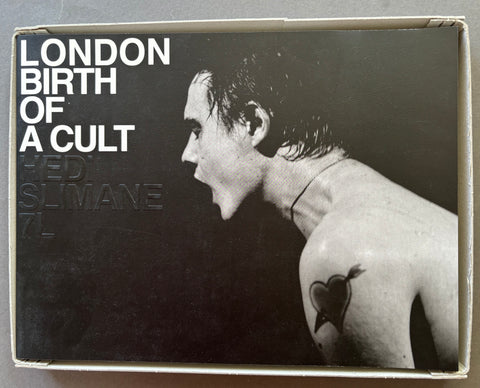 LONDON
BIRTH
OF
A CULT
HEDI
SLIMANE
7L